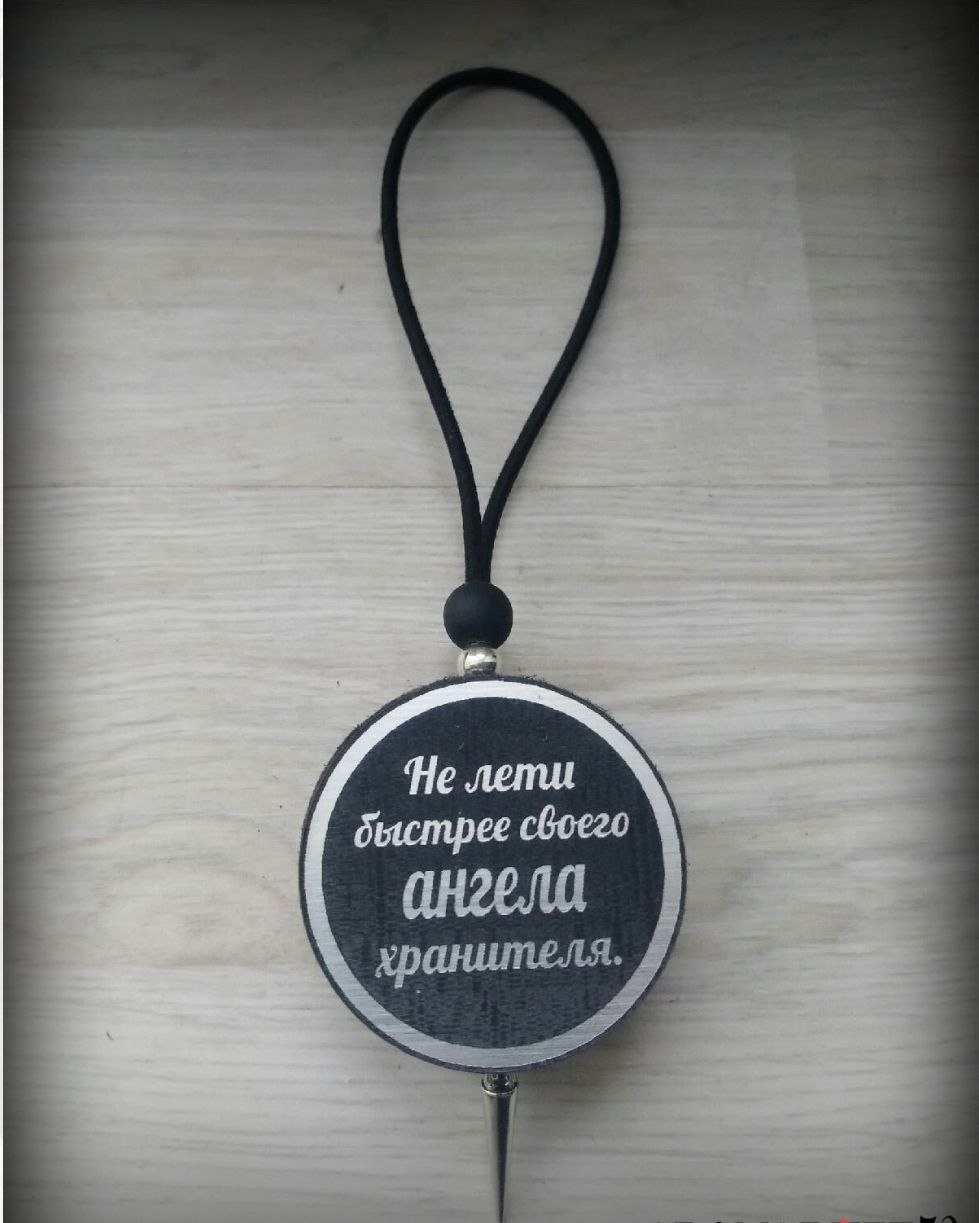 Не лети
быстрее своего
ангела
хранителя.